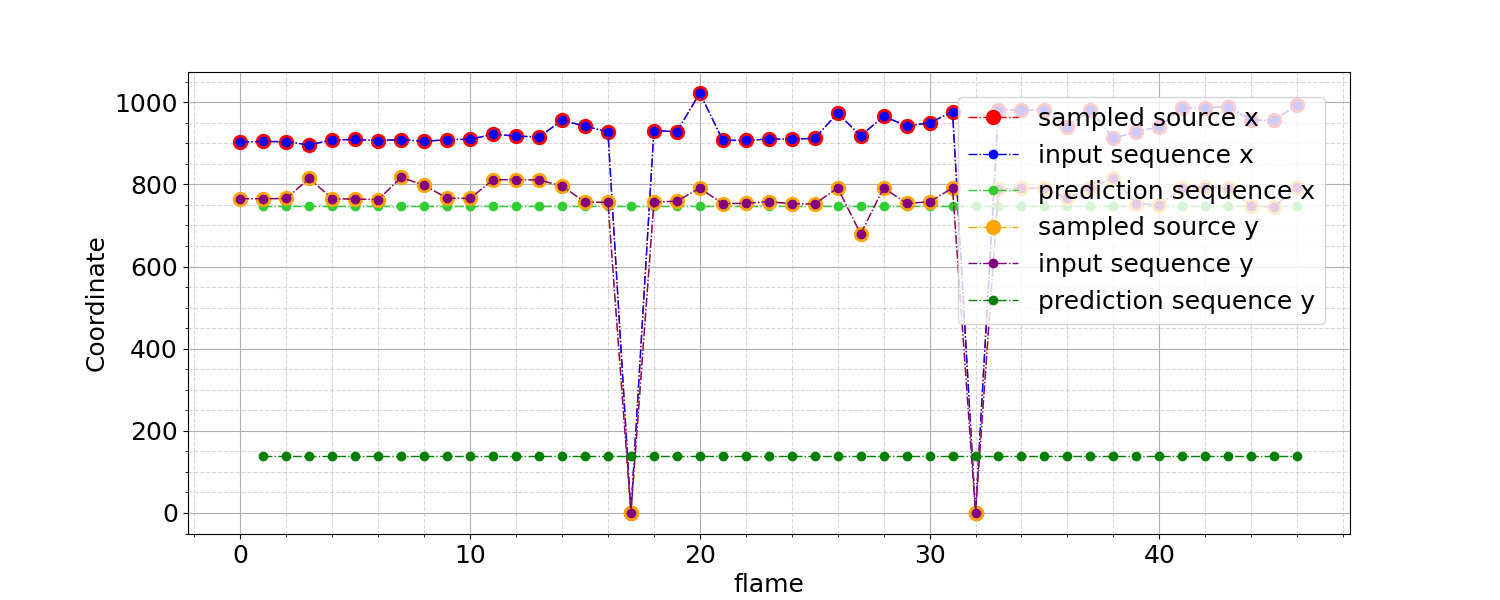 1000
800
600
400
200
0
Coordinate
sampled source x
input sequence x
prediction sequence x
sampled source y
input sequence y
prediction sequence y
0 10 20 30 40
flame